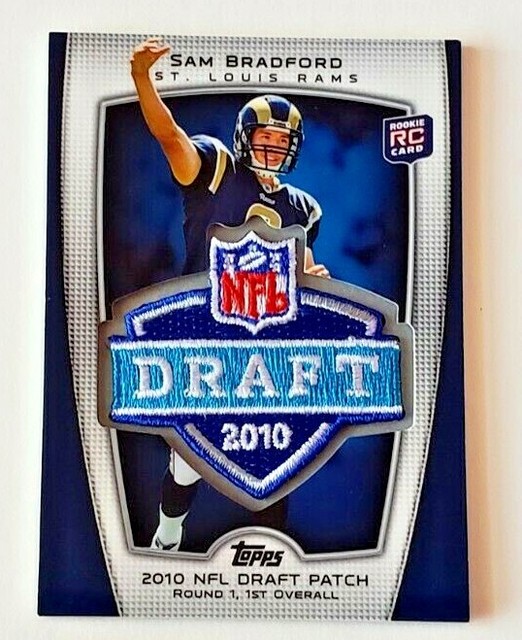 SAM BRADFORD
ST. LOUIS RAMS
ROOKIE
RC
CARD
NFL
DRAFT
2010
Topps
2010 NFL DRAFT PATCH
ROUND 1, 1ST OVERALL